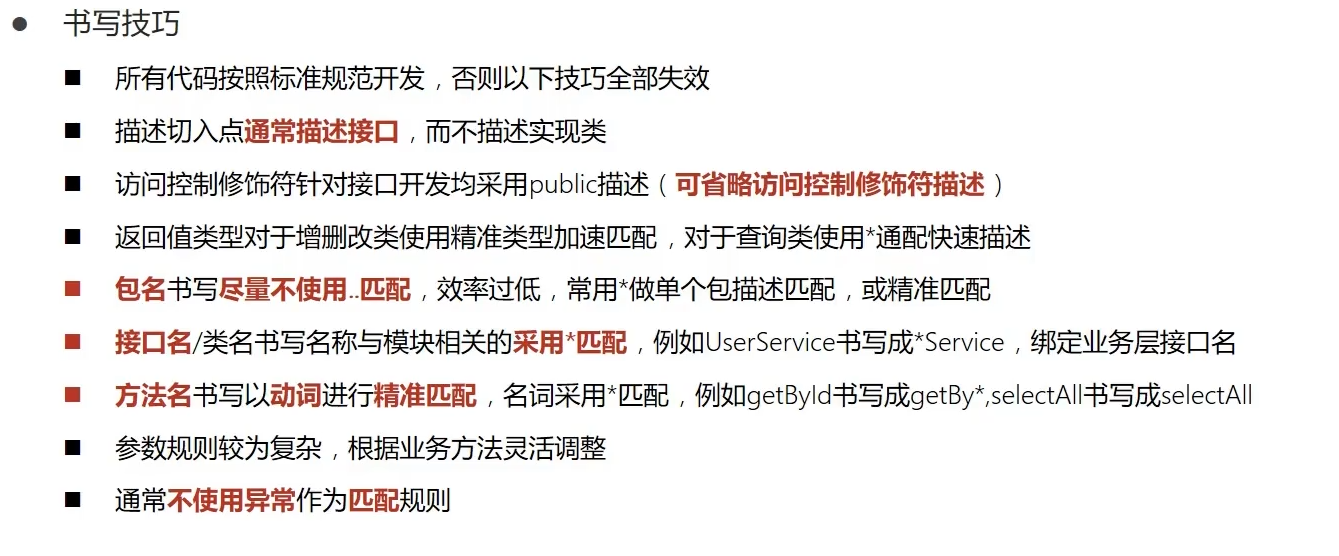 书写技巧
所有代码按照标准规范开发，否则以下技巧全部失效
描述切入点通常描述接口，而不描述实现类
访问控制修饰符针对接口开发均采用public描述（可省略访问控制修饰符描述）
返回值类型对于增删改类使用精准类型加速匹配，对于查询类使用*通配快速描述
包名书写尽量不使用..匹配，效率过低，常用*做单个包描述匹配，或精准匹配
接口名/类名书写名称与模块相关的采用*匹配，例如UserService书写成*Service，绑定业务层接口名
方法名书写以动词进行精准匹配，名词采用*匹配，例如getById书写成getBy*,selectAll书写成selectAll
参数规则较为复杂，根据业务方法灵活调整
通常不使用异常作为匹配规则